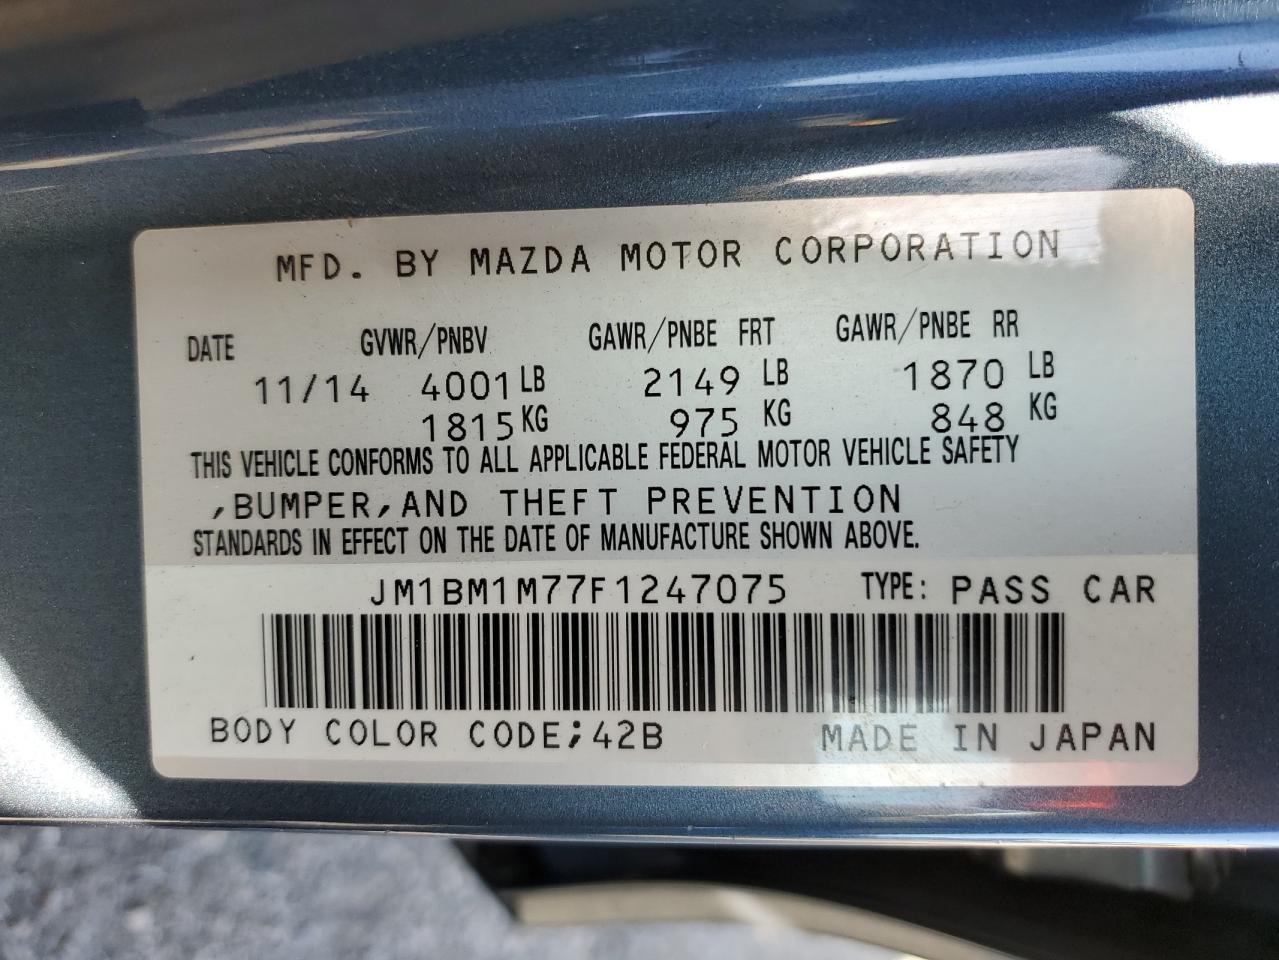 MFD. BY MAZDA MOTOR CORPORATION
DATE GVWR/PNBV GAWR/PNBE FRT GAWR/PNBE RR
11/14 4001 LB 2149 LB 1870 LB
1815 KG 975 KG 848 KG
THIS VEHICLE CONFORMS TO ALL APPLICABLE FEDERAL MOTOR VEHICLE SAFETY
,BUMPER,AND THEFT PREVENTION
STANDARDS IN EFFECT ON THE DATE OF MANUFACTURE SHOWN ABOVE.
JM1BM1M77F1247075 TYPE: PASS CAR
BODY COLOR CODE;42B MADE IN JAPAN